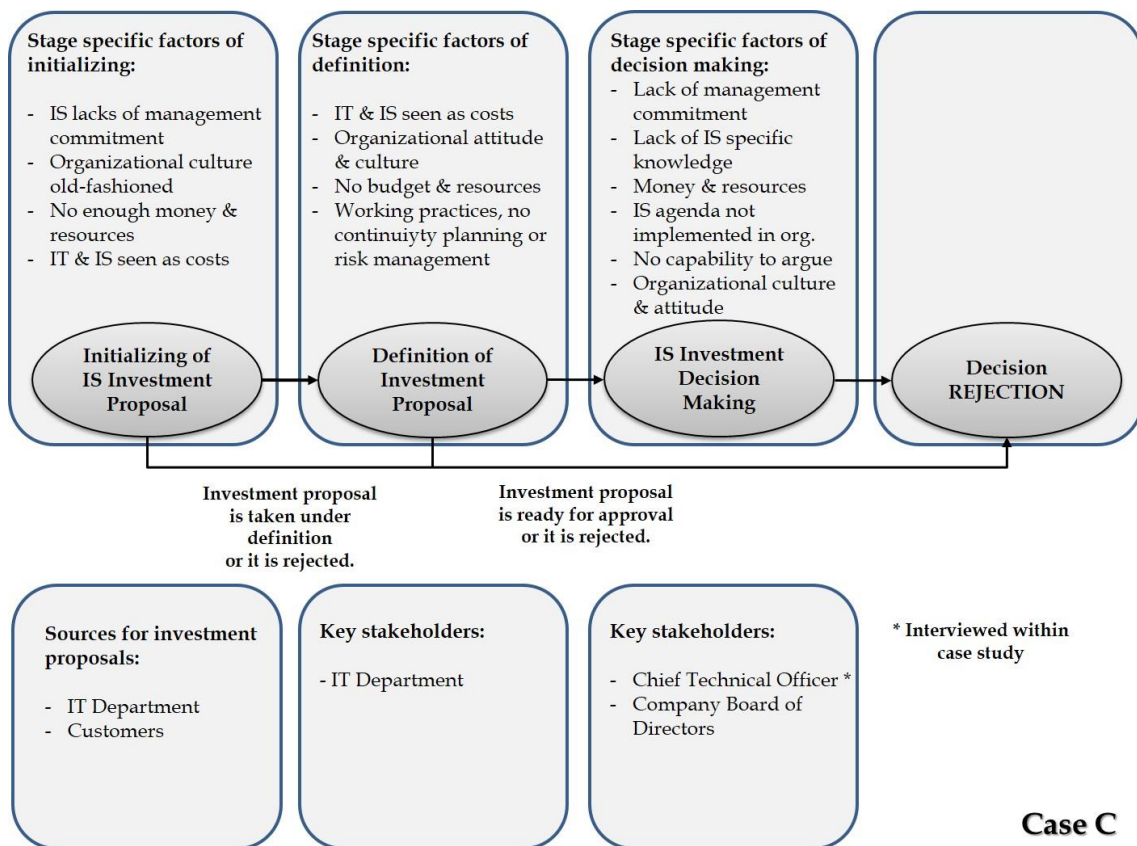 Stage specific factors of
initializing:
- IS lacks of management
commitment
- Organizational culture
old-fashioned
- No enough money &
resources
- IT & IS seen as costs
Initializing of
IS Investment
Proposal
Stage specific factors of
definition:
- IT & IS seen as costs
- Organizational attitude
& culture
- No budget & resources
- Working practices, no
continuiyty planning or
risk management
Definition of
Investment
Proposal
Stage specific factors of
decision making:
- Lack of management
commitment
- Lack of IS specific
knowledge
- Money & resources
- IS agenda not
implemented in org.
- No capability to argue
- Organizational culture
& attitude
IS Investment
Decision
Making
Decision
REJECTION
Investment proposal
is taken under
definition
or it is rejected.
Investment proposal
is ready for approval
or it is rejected.
Sources for investment
proposals:
- IT Department
- Customers
Key stakeholders:
- IT Department
Key stakeholders:
- Chief Technical Officer *
- Company Board of
Directors
* Interviewed within
case study
Case C